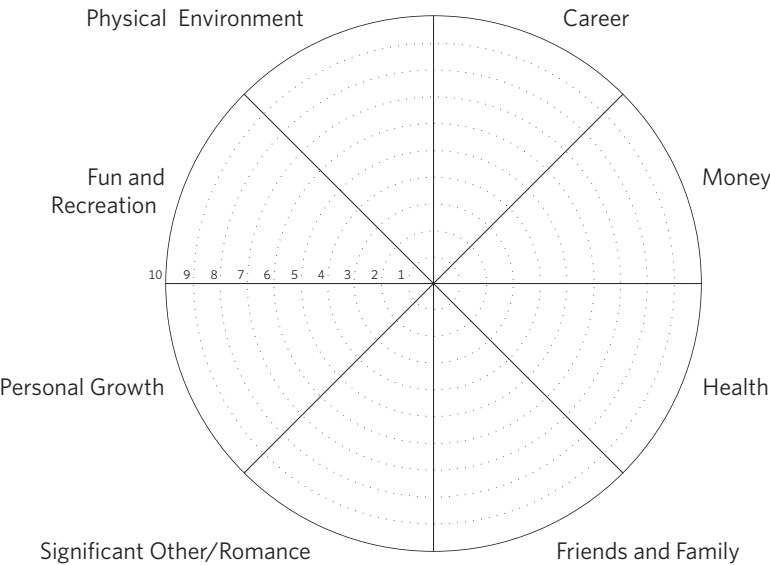 Physical Environment
Career
Fun and
Recreation
Money
10 9 8 7 6 5 4 3 2 1
Personal Growth
Health
Significant Other/Romance
Friends and Family